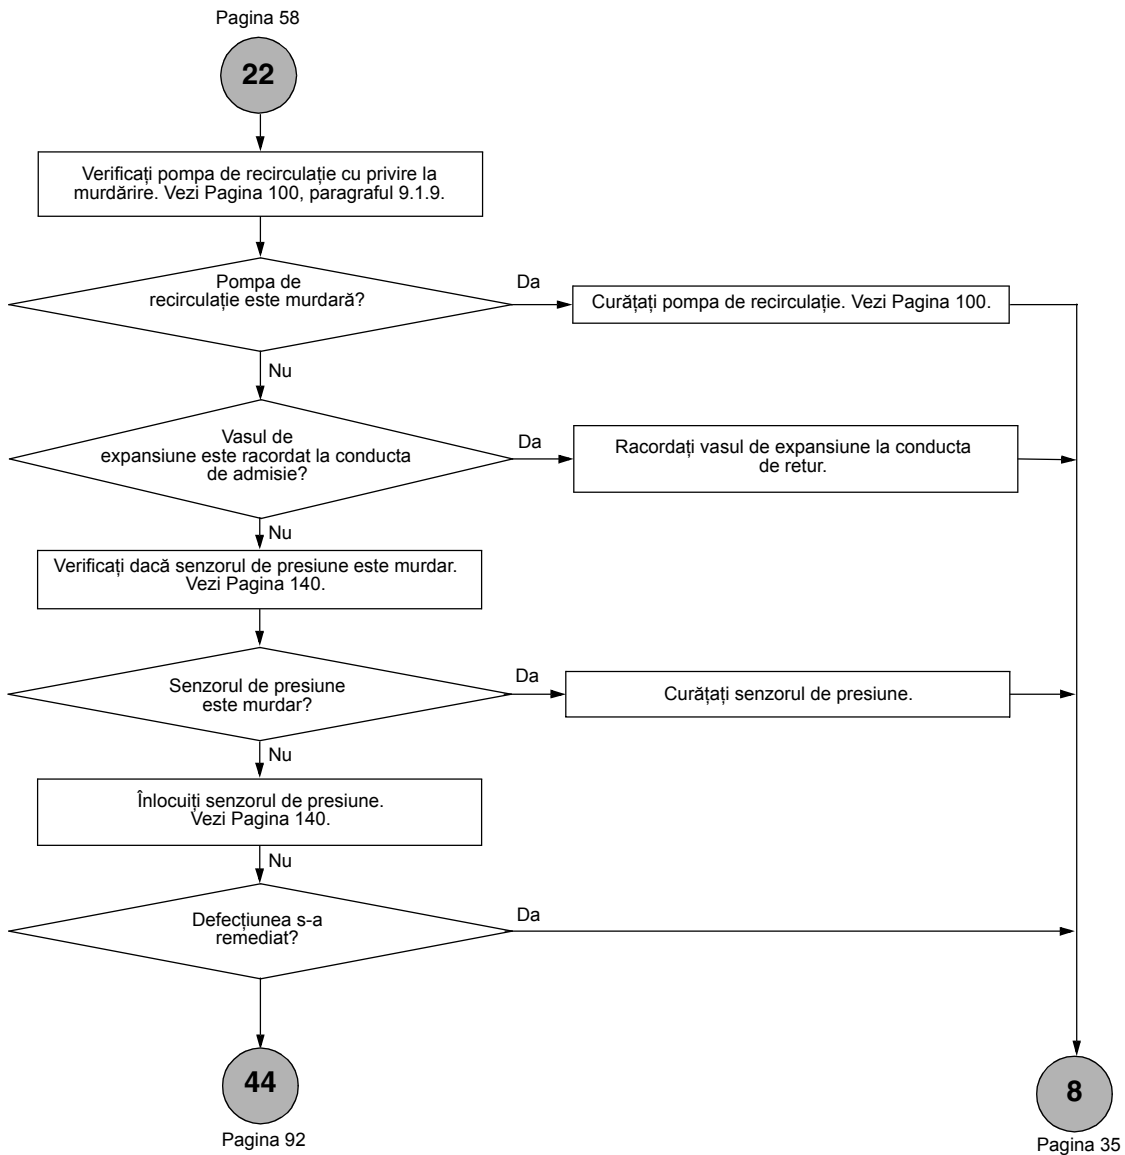 Pagina 58
22
Verificați pompa de recirculație cu privire la
murdărire. Vezi Pagina 100, paragraful 9.1.9.
Pompa de
recirculație este murdară?
Da
Curățați pompa de recirculație. Vezi Pagina 100.
Nu
Vasul de
expansiune este racordat la conducta
de admisie?
Da
Racordați vasul de expansiune la conducta
de retur.
Nu
Verificați dacă senzorul de presiune este murdar.
Vezi Pagina 140.
Senzorul de presiune
este murdar?
Da
Curățați senzorul de presiune.
Nu
Înlocuiți senzorul de presiune.
Vezi Pagina 140.
Nu
Defecțiunea s-a
remediat?
Da
44
Pagina 92
8
Pagina 35